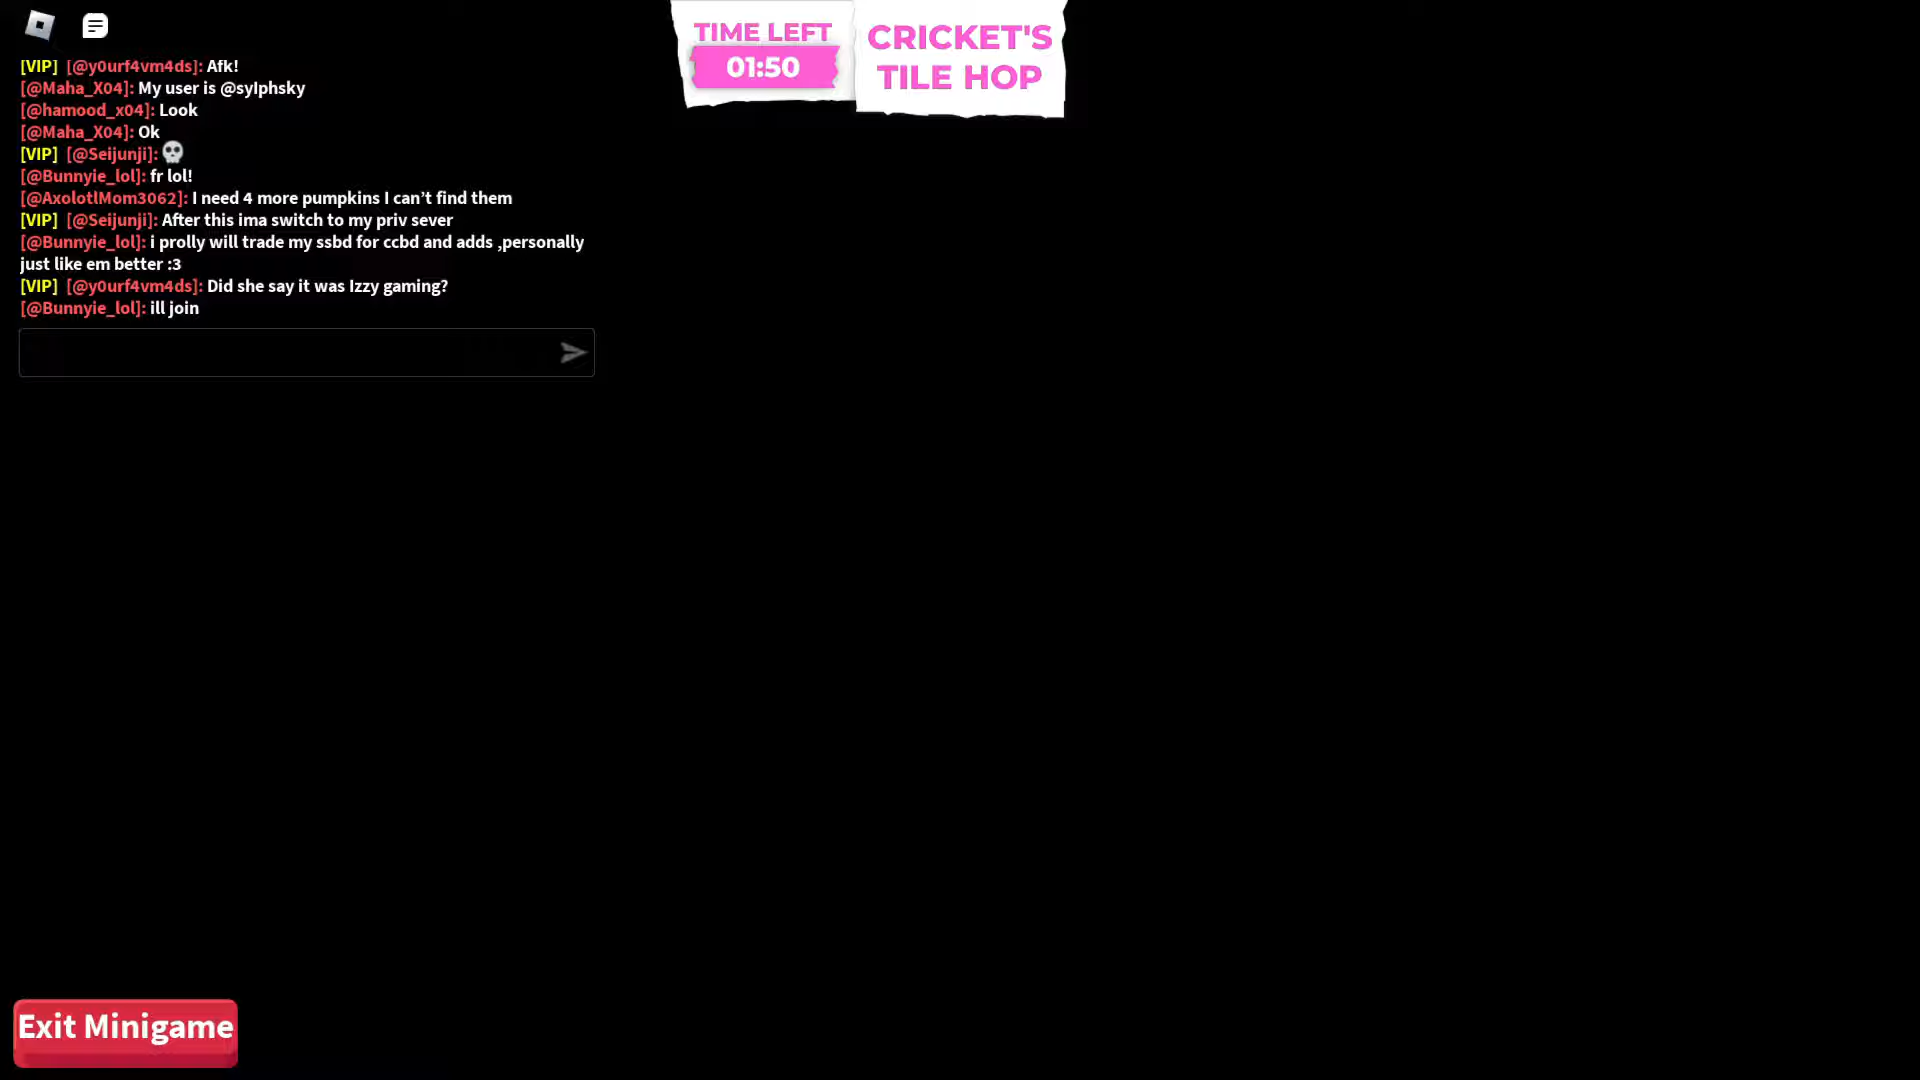 TIME LEFT
01:50
CRICKET'S
TILE HOP
[VIP] [@y0urf4vm4ds]: Afk!
[@Maha_X04]: My user is @sylphsky
[@hamood_x04]: Look
[@Maha_X04]: Ok
[VIP] [@Seijunji]: 💀
[@Bunnyie_lol]: fr lol!
[@AxolotlMom3062]: I need 4 more pumpkins I can’t find them
[VIP] [@Seijunji]: After this ima switch to my priv sever
[@Bunnyie_lol]: i prolly will trade my ssbd for ccbd and adds ,personally
just like em better :3
[VIP] [@y0urf4vm4ds]: Did she say it was Izzy gaming?
[@Bunnyie_lol]: ill join
Exit Minigame